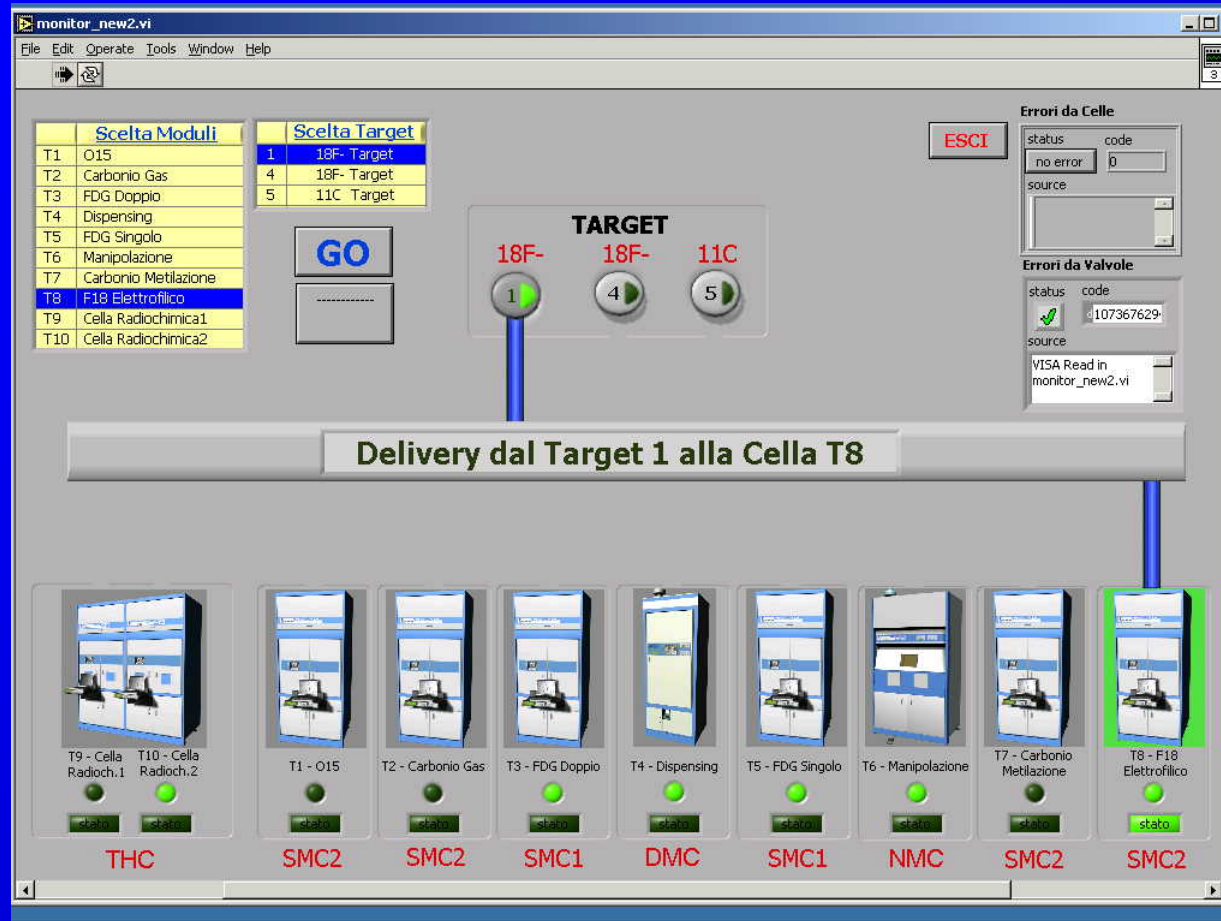 monitor_new2.vi
File Edit Operate Tools Window Help
3
Scelta Moduli
T1 O15
T2 Carbonio Gas
T3 FDG Doppio
T4 Dispensing
T5 FDG Singolo
T6 Manipolazione
T7 Carbonio Metilazione
T8 F18 Elettrofilico
T9 Cella Radiochimica1
T10 Cella Radiochimica2
Scelta Target
1 18F- Target
4 18F- Target
5 11C Target
GO
------------
TARGET
18F- 18F- 11C
1 4 5
ESCI
Errori da Celle
status code
no error 0
source
Errori da Valvole
status code
107367629
source
VISA Read in
monitor_new2.vi
Delivery dal Target 1 alla Cella T8
T9 - Cella
Radioch.1
T10 - Cella
Radioch.2
T1 - O15
T2 - Carbonio Gas
T3 - FDG Doppio
T4 - Dispensing
T5 - FDG Singolo
T6 - Manipolazione
T7 - Carbonio
Metilazione
T8 - F18
Elettrofilico
stato stato stato stato stato stato stato stato stato stato
THC SMC2 SMC2 SMC1 DMC SMC1 NMC SMC2 SMC2